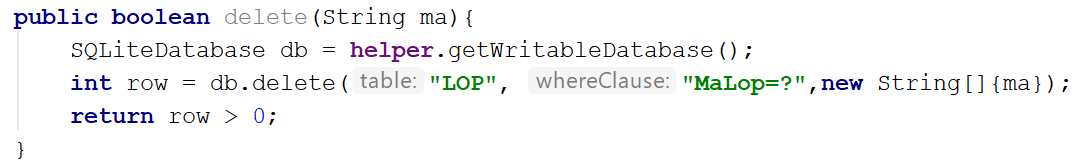 public boolean delete(String ma){
SQLiteDatabase db = helper.getWritableDatabase();
int row = db.delete( table: "LOP", whereClause: "MaLop=?",new String[]{ma});
return row > 0;
}